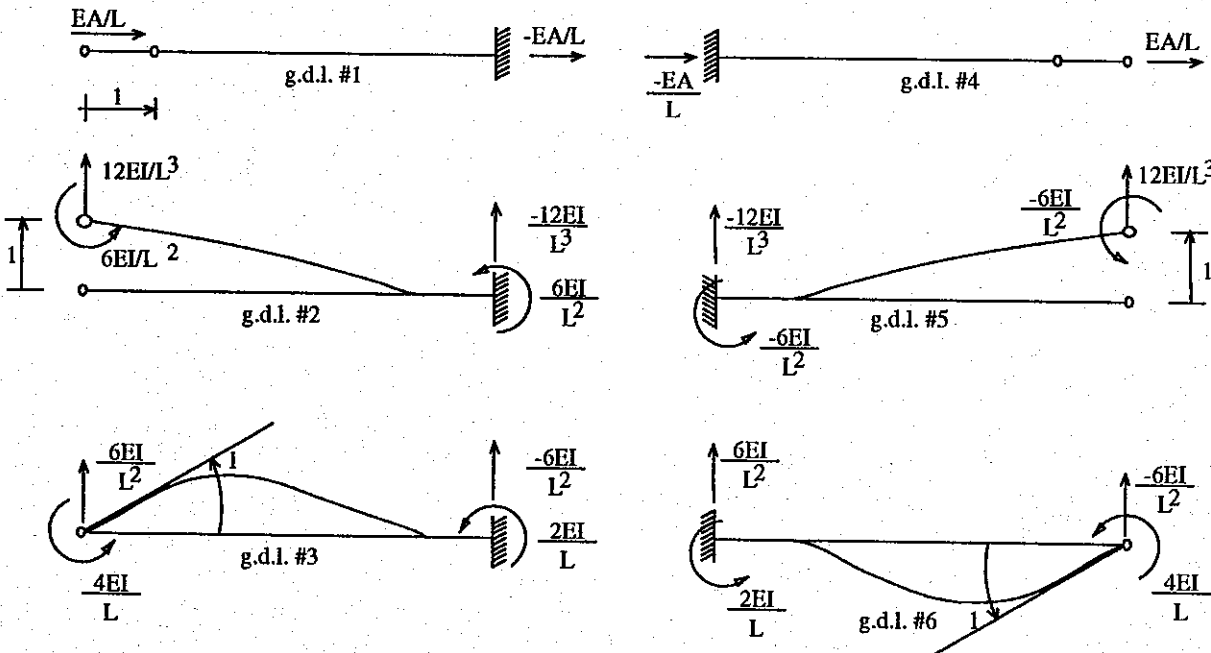 EA/L
-EA/L
g.d.l. #1
1
-EA
L
g.d.l. #4
EA/L
12EI/L3
1
6EI/L 2
g.d.l. #2
-12EI
L3
6EI
L2
-12EI
L3
-6EI
L2
g.d.l. #5
-6EI
L2
12EI/L3
1
6EI
L2
1
g.d.l. #3
4EI
L
-6EI
L2
2EI
L
6EI
L2
2EI
L
g.d.l. #6
1
-6EI
L2
4EI
L